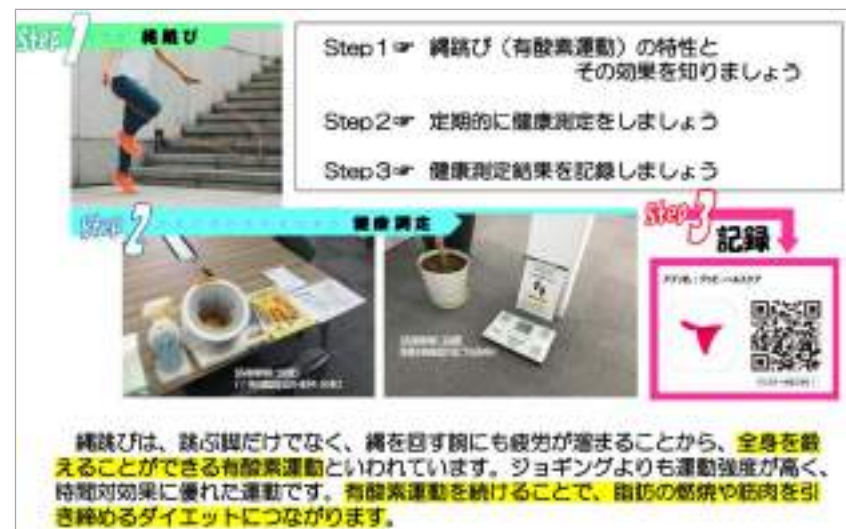 Step 1 縄跳び
Step1☞ 縄跳び（有酸素運動）の特性と
その効果を知りましょう
Step2☞ 定期的に健康測定をしましょう
Step3☞ 健康測定結果を記録しましょう
Step 2 健康測定
Step 3
記録
縄跳びは、跳ぶ脚だけでなく、縄を回す腕にも疲労が溜まることから、全身を鍛
えることができる有酸素運動といわれています。ジョギングよりも運動強度が高く、
時間対効果に優れた運動です。有酸素運動を続けることで、脂肪の燃焼や筋肉を引
き締めるダイエットにつながります。